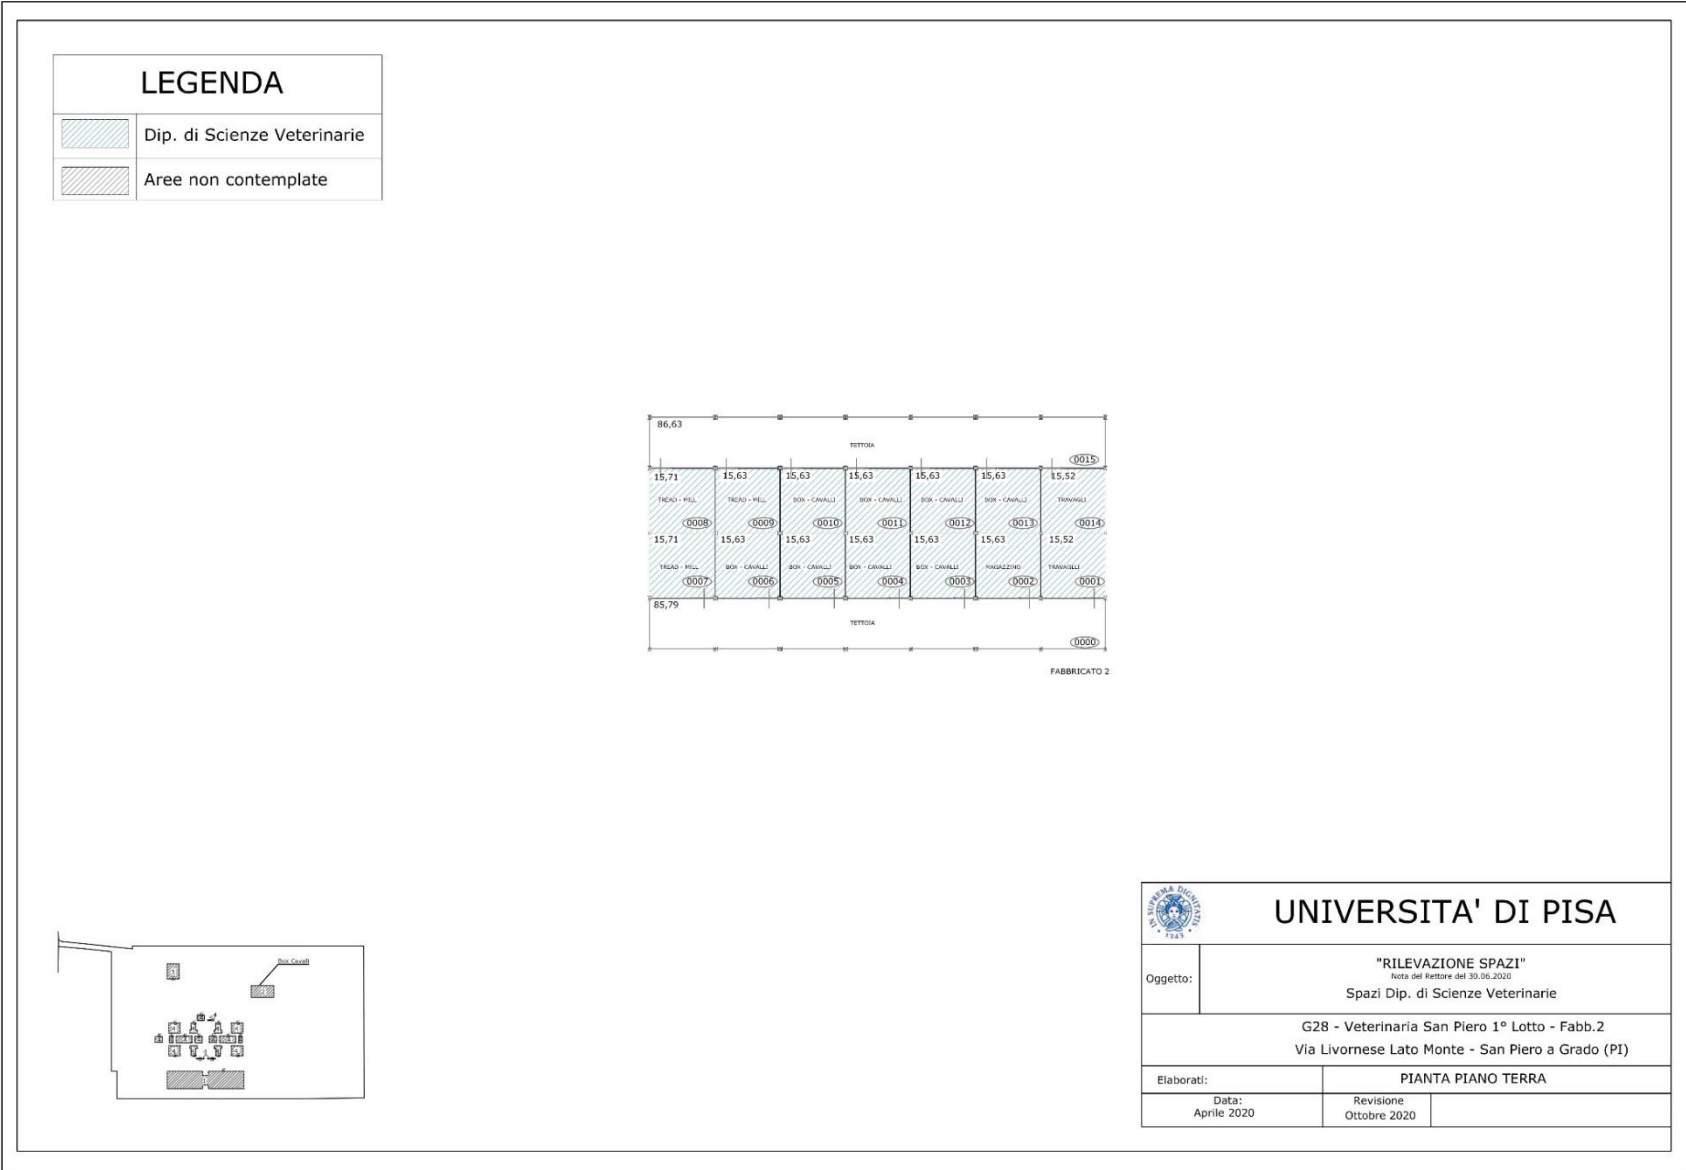 LEGENDA
Dip. di Scienze Veterinarie
Aree non contemplate
86,63
TETTOIA
0015
15,71 15,63 15,63 15,63 15,63 15,63 15,52
TREAD - MILL TREAD - MILL BOX - CAVALLI BOX - CAVALLI BOX - CAVALLI BOX - CAVALLI TRAVAGLI
0008 0009 0010 0011 0012 0013 0014
15,71 15,63 15,63 15,63 15,63 15,63 15,52
TREAD - MILL BOX - CAVALLI BOX - CAVALLI BOX - CAVALLI BOX - CAVALLI MAGAZZINO TRAVAGLI
0007 0006 0005 0004 0003 0002 0001
85,79
TETTOIA
0000
FABBRICATO 2
Box Cavalli
IN SUPREMA DIGNITATIS
1343
UNIVERSITA' DI PISA
Oggetto:
"RILEVAZIONE SPAZI"
Nota del Rettore del 30.06.2020
Spazi Dip. di Scienze Veterinarie
G28 - Veterinaria San Piero 1° Lotto - Fabb.2
Via Livornese Lato Monte - San Piero a Grado (PI)
Elaborati:
PIANTA PIANO TERRA
Data:
Aprile 2020
Revisione
Ottobre 2020